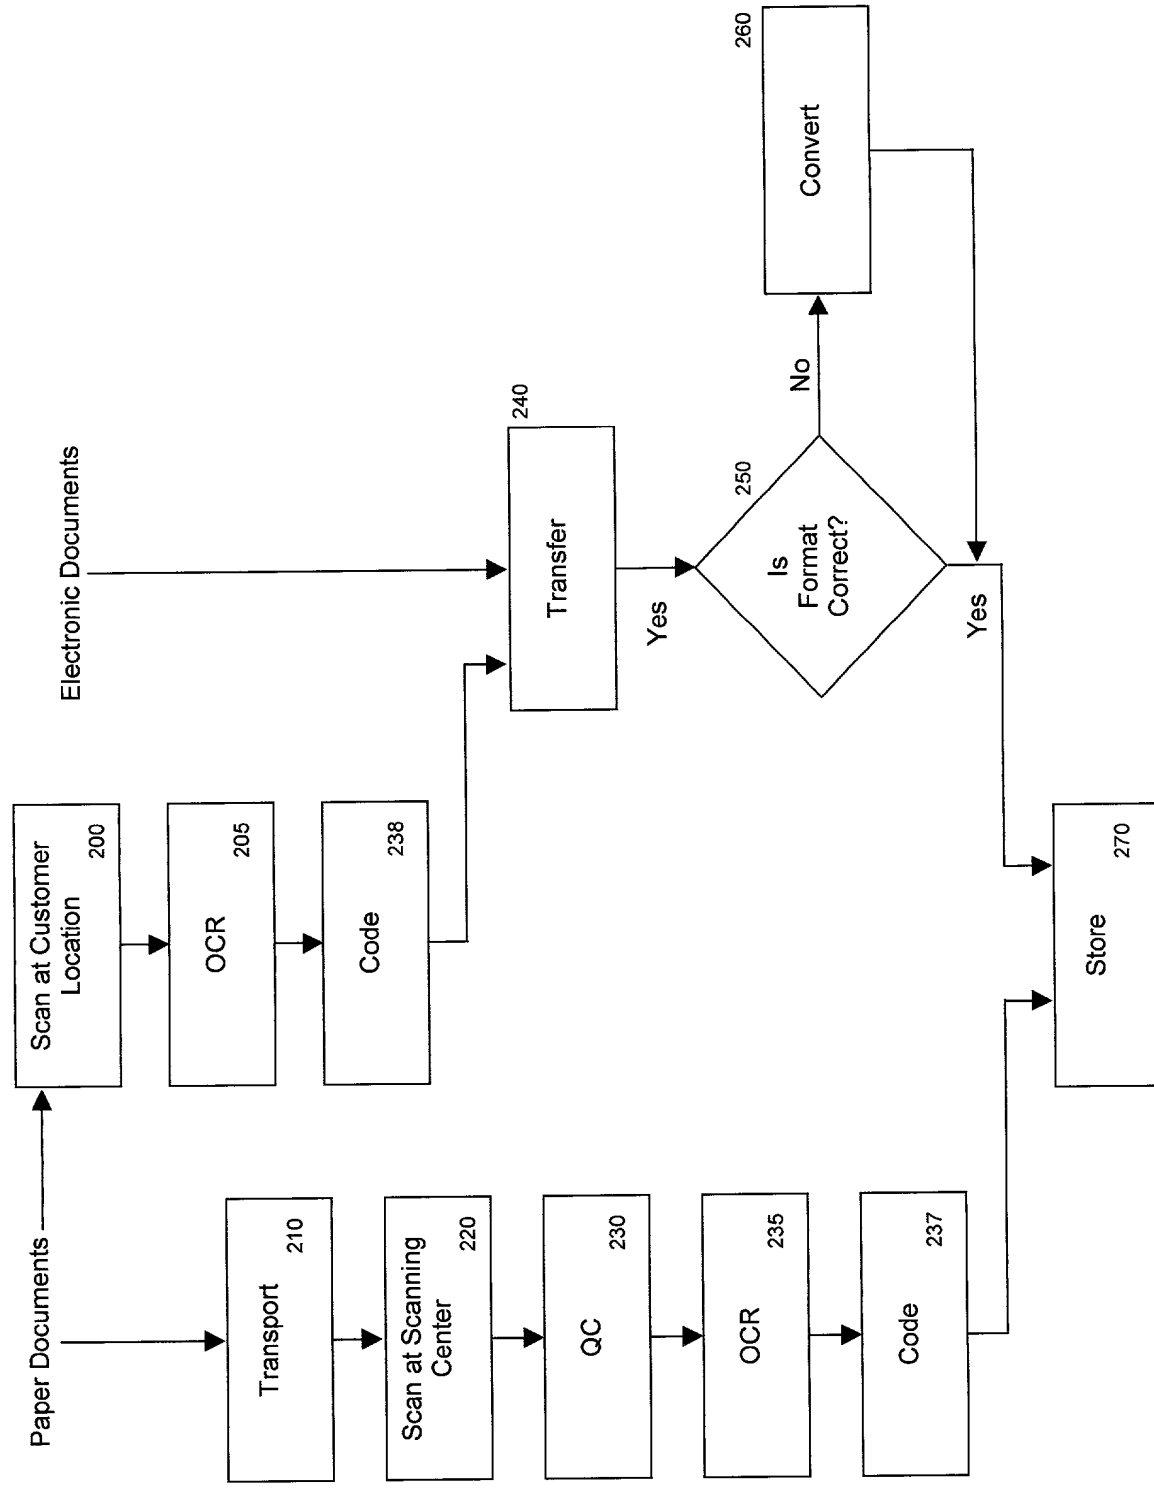 Paper Documents
Transport
210
Scan at Scanning
Center
220
QC
230
OCR
235
Code
237
Scan at Customer
Location
200
OCR
205
Code
238
Electronic Documents
Transfer
240
Yes
Is
Format
Correct?
250
No
Convert
260
Yes
Store
270